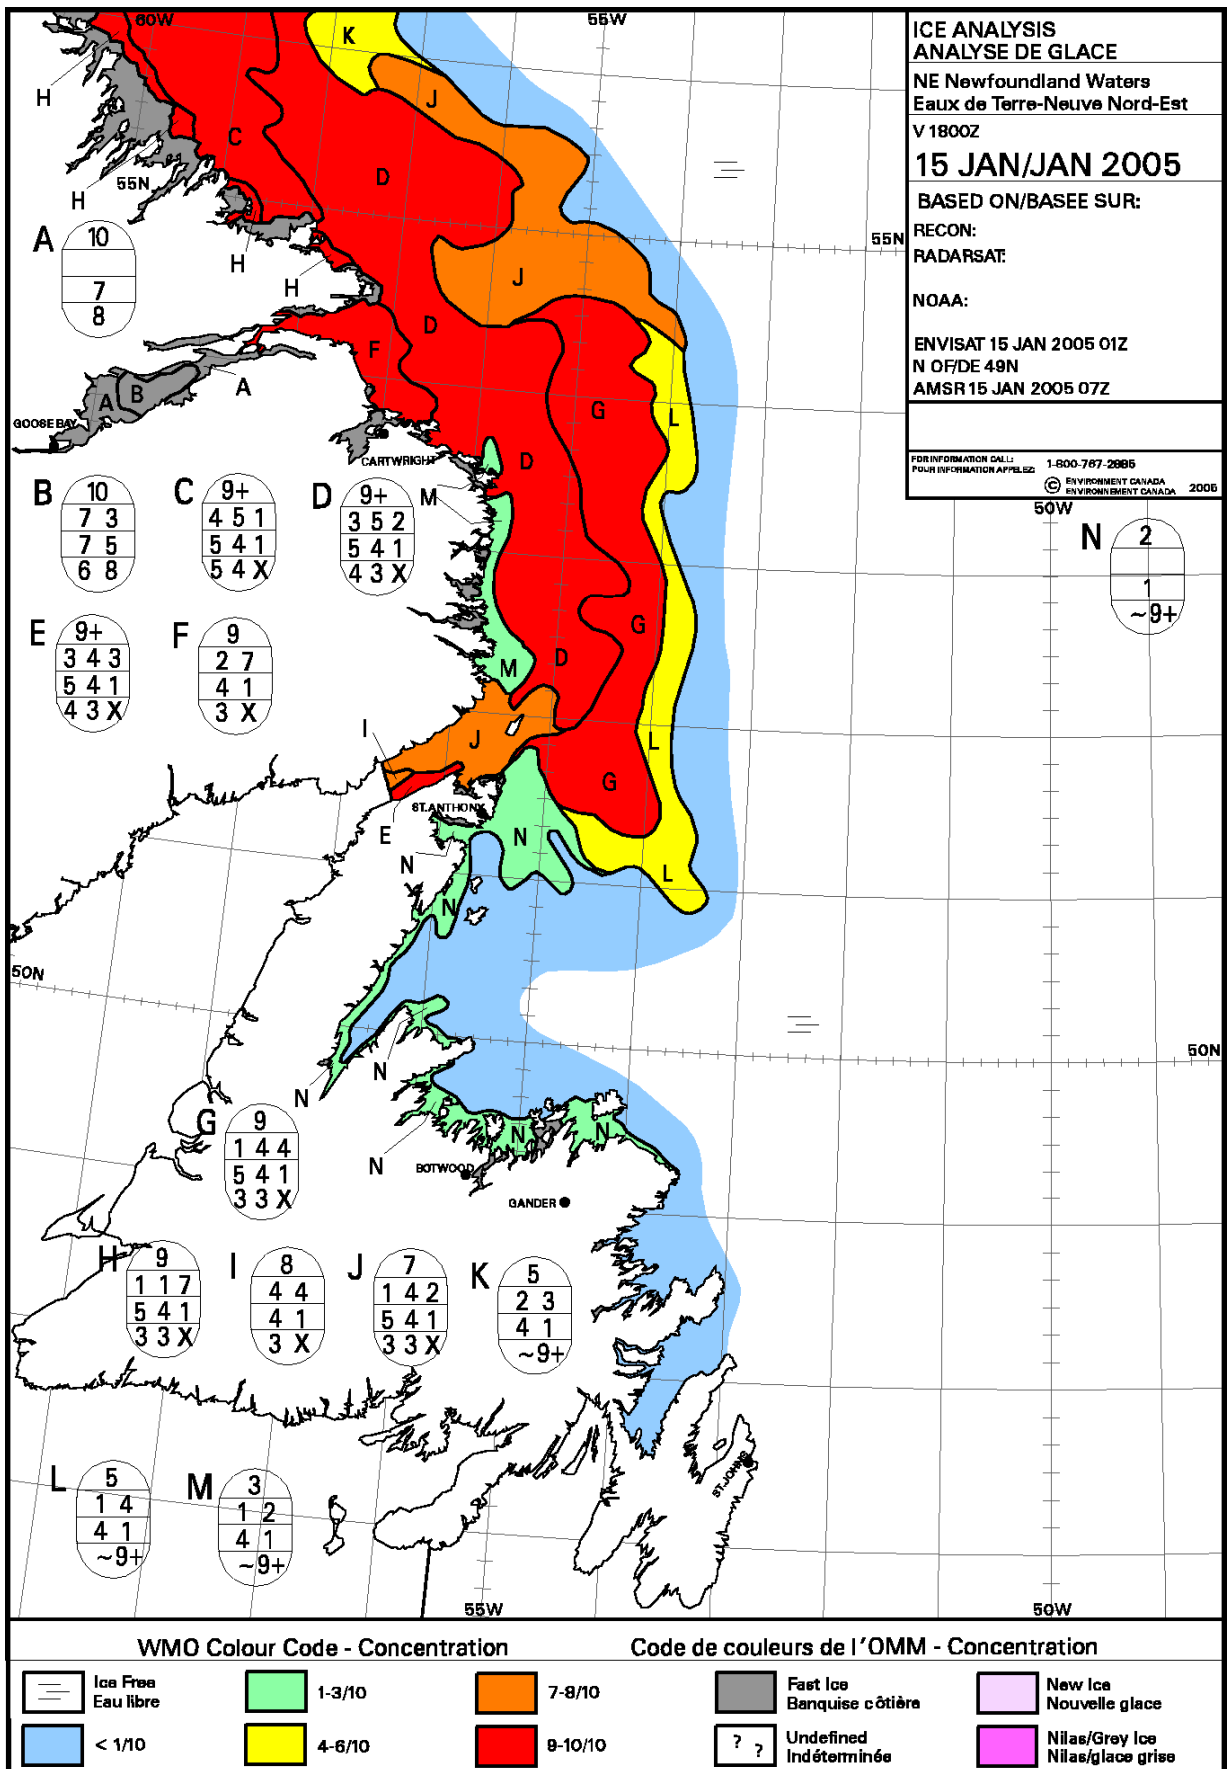 60W
55W
ICE ANALYSIS
ANALYSE DE GLACE
NE Newfoundland Waters
Eaux de Terre-Neuve Nord-Est
V 1800Z
15 JAN/JAN 2005
BASED ON/BASEE SUR:
RECON:
RADARSAT:
NOAA:
ENVISAT 15 JAN 2005 01Z
N OF/DE 49N
AMSR 15 JAN 2005 07Z
FOR INFORMATION CALL:
POUR INFORMATION APPELEZ:
1-800-767-2885
© ENVIRONMENT CANADA
ENVIRONNEMENT CANADA 2005
K
J
H
C
D
55N
H
H
H
55N
J
D
F
G
L
A
B
A
GOOSE BAY
CARTWRIGHT
D
M
50W
A
10
7
8
B
10
7 3
7 5
6 8
C
9+
4 5 1
5 4 1
5 4 X
D
9+
3 5 2
5 4 1
4 3 X
N
2
1
~9+
E
9+
3 4 3
5 4 1
4 3 X
F
9
2 7
4 1
3 X
G
D
M
I
J
L
G
ST. ANTHONY
E
N
N
N
L
50N
50N
N
N
N
N
N
BOTWOOD
GANDER
G
9
1 4 4
5 4 1
3 3 X
H
9
1 1 7
5 4 1
3 3 X
I
8
4 4
4 1
3 X
J
7
1 4 2
5 4 1
3 3 X
K
5
2 3
4 1
~9+
L
5
1 4
4 1
~9+
M
3
1 2
4 1
~9+
ST. JOHNS
55W
50W
WMO Colour Code - Concentration
Code de couleurs de l'OMM - Concentration
Ice Free
Eau libre
1-3/10
7-8/10
Fast Ice
Banquise côtière
New Ice
Nouvelle glace
< 1/10
4-6/10
9-10/10
? ?
Undefined
Indéterminée
Nilas/Grey Ice
Nilas/glace grise